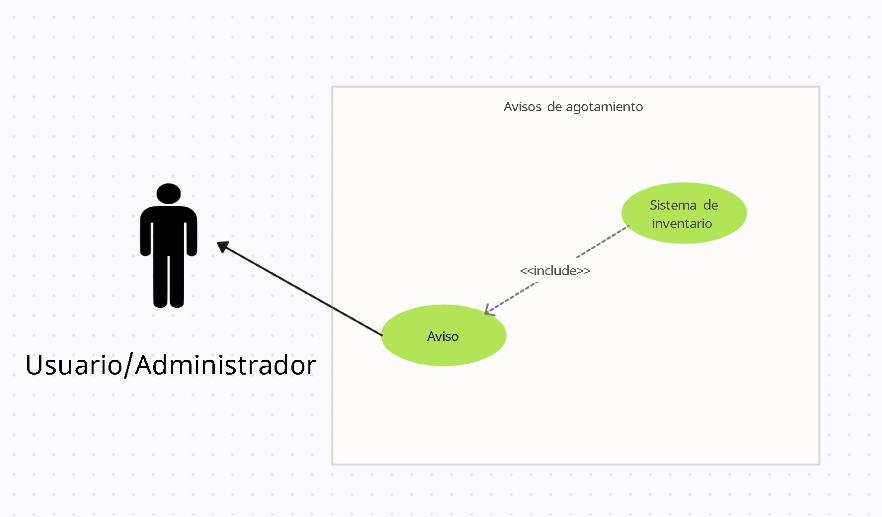 Avisos de agotamiento
Sistema de
inventario
<<include>>
Aviso
Usuario/Administrador